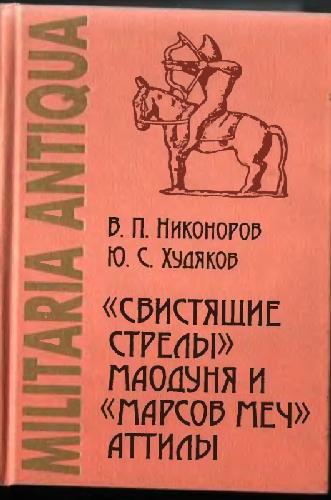 MILITARIA ANTIQUA
В. П. Никоноров
Ю. С. Худяков
«СВИСТЯЩИЕ
СТРЕЛЫ»
МАОДУНЯ И
«МАРСОВ МЕЧ»
АТТИЛЫ